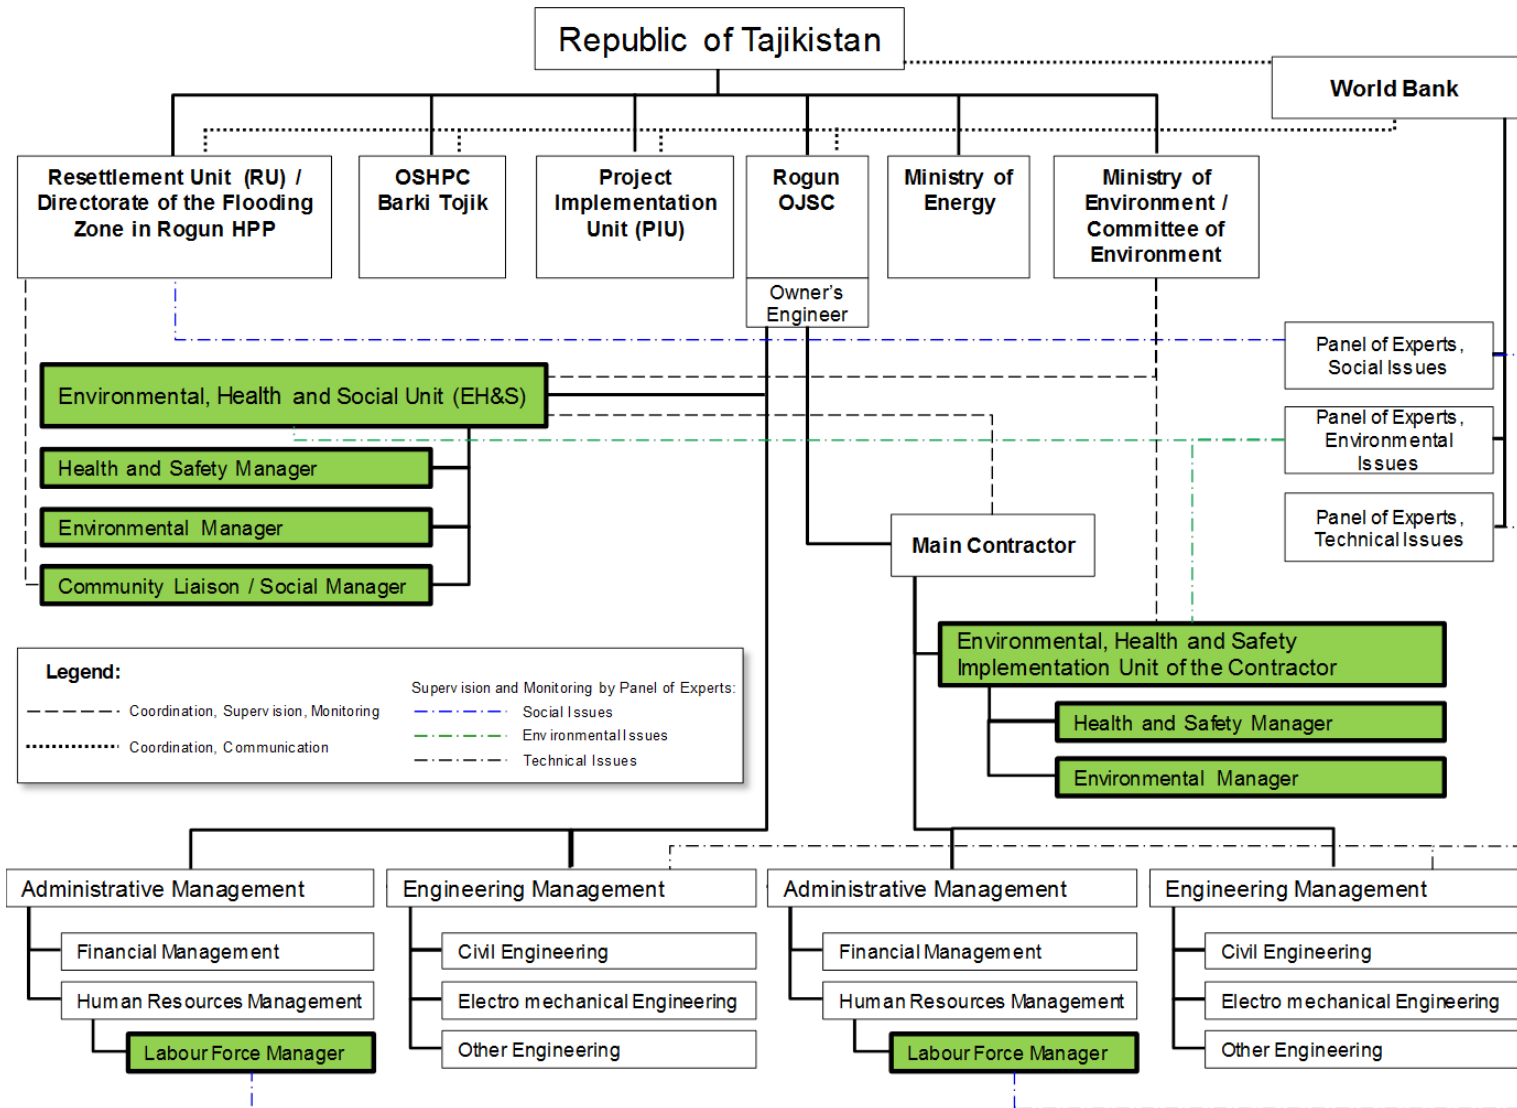 Republic of Tajikistan
World Bank
Resettlement Unit (RU) /
Directorate of the Flooding
Zone in Rogun HPP
OSHPC
Barki Tojik
Project
Implementation
Unit (PIU)
Rogun
OJSC
Ministry of
Energy
Ministry of
Environment /
Committee of
Environment
Owner's
Engineer
Panel of Experts,
Social Issues
Environmental, Health and Social Unit (EH&S)
Panel of Experts,
Environmental
Issues
Health and Safety Manager
Environmental Manager
Community Liaison / Social Manager
Panel of Experts,
Technical Issues
Main Contractor
Environmental, Health and Safety
Implementation Unit of the Contractor
Health and Safety Manager
Environmental Manager
Legend:
Coordination, Supervision, Monitoring
Coordination, Communication
Supervision and Monitoring by Panel of Experts:
Social Issues
Environmental Issues
Technical Issues
Administrative Management
Financial Management
Human Resources Management
Labour Force Manager
Engineering Management
Civil Engineering
Electro mechanical Engineering
Other Engineering
Administrative Management
Financial Management
Human Resources Management
Labour Force Manager
Engineering Management
Civil Engineering
Electro mechanical Engineering
Other Engineering